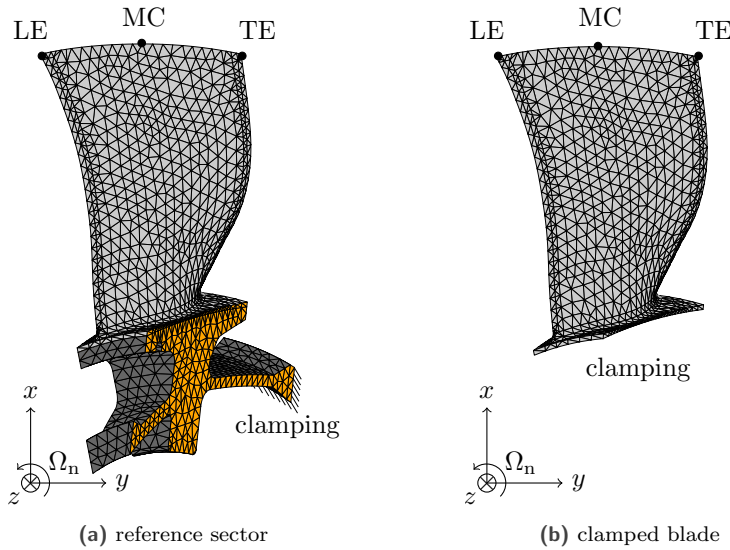 LE MC TE
clamping
x
Ωn
z y
(a) reference sector
LE MC TE
clamping
x
Ωn
z y
(b) clamped blade